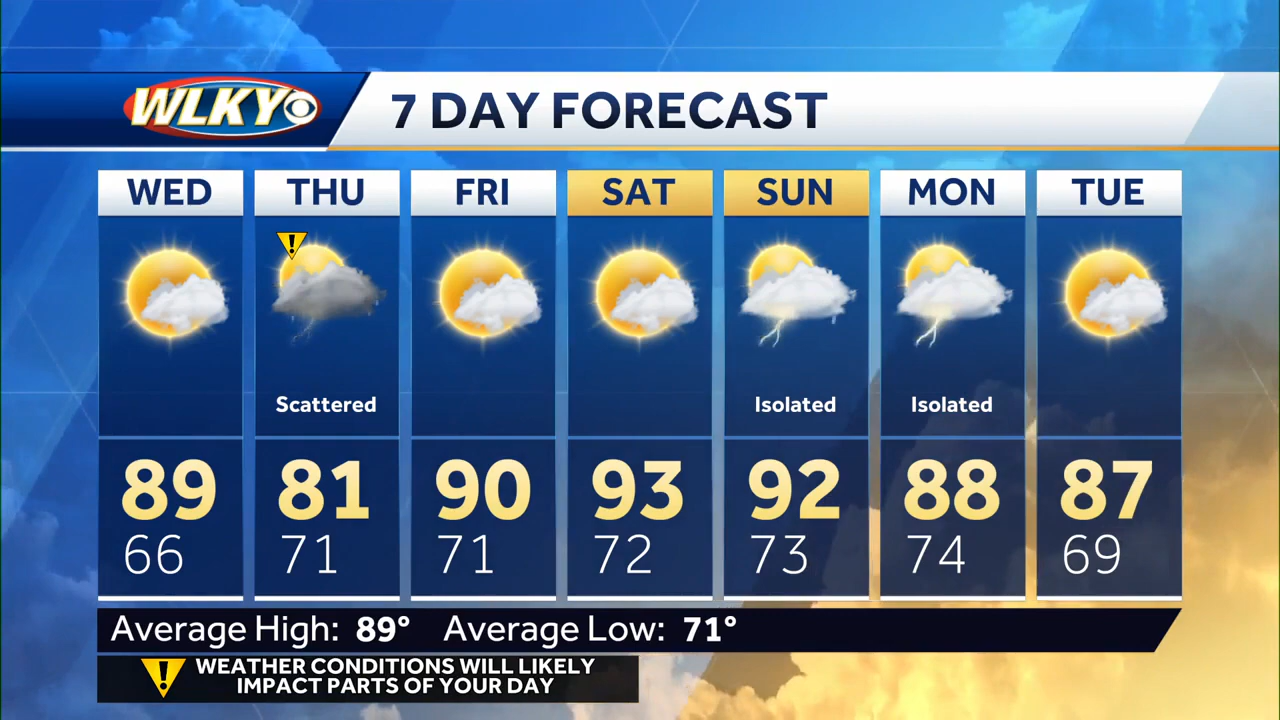 WLKY
7 DAY FORECAST
WED THU FRI SAT SUN MON TUE
!
Scattered Isolated Isolated
89 81 90 93 92 88 87
66 71 71 72 73 74 69
Average High: 89° Average Low: 71°
! WEATHER CONDITIONS WILL LIKELY
IMPACT PARTS OF YOUR DAY